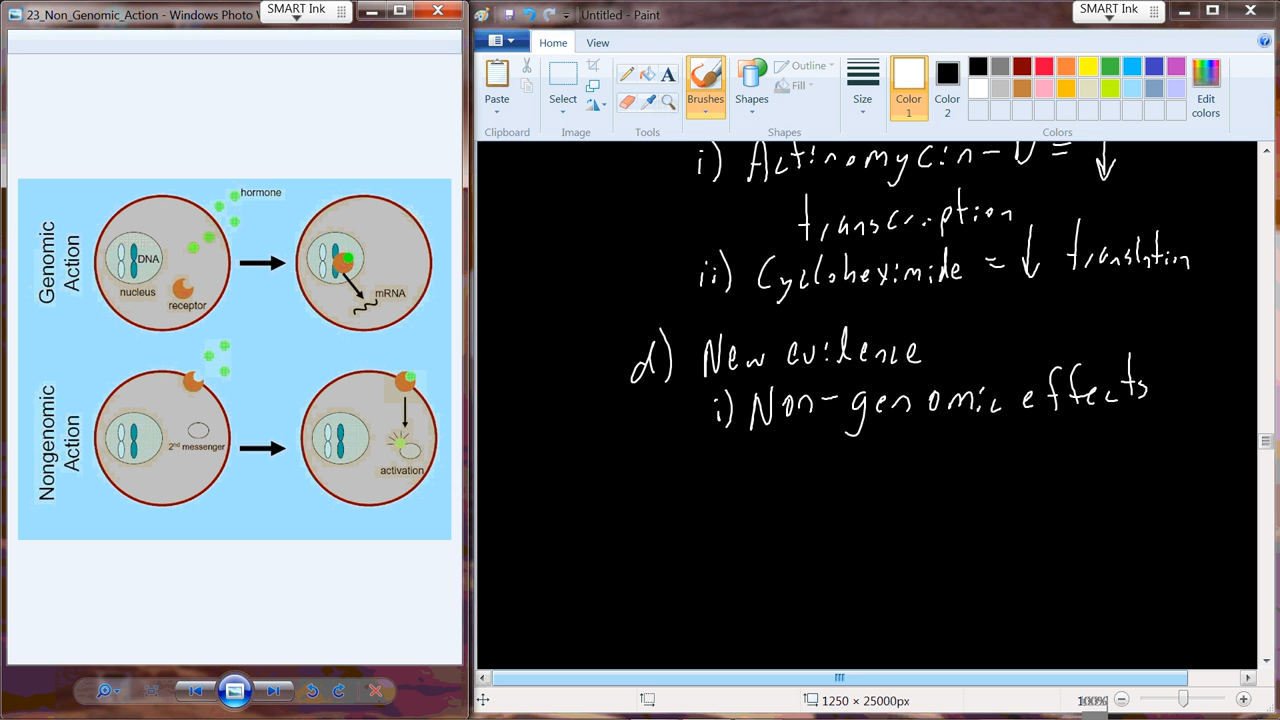 23_Non_Genomic_Action - Windows Photo V
SMART Ink
Untitled - Paint
SMART Ink
Home
View
Paste
Select
Brushes
Shapes
Outline
Fill
Size
Color
1
Color
2
Edit
colors
Clipboard
Image
Tools
Shapes
Colors
Genomic
Action
hormone
DNA
nucleus
receptor
mRNA
Nongenomic
Action
2nd messenger
activation
i) Actinomycin-D = ↓
transcription
ii) Cycloheximide = ↓ translation
d) New evidence
i) Non-genomic effects
1250 × 25000px
100%